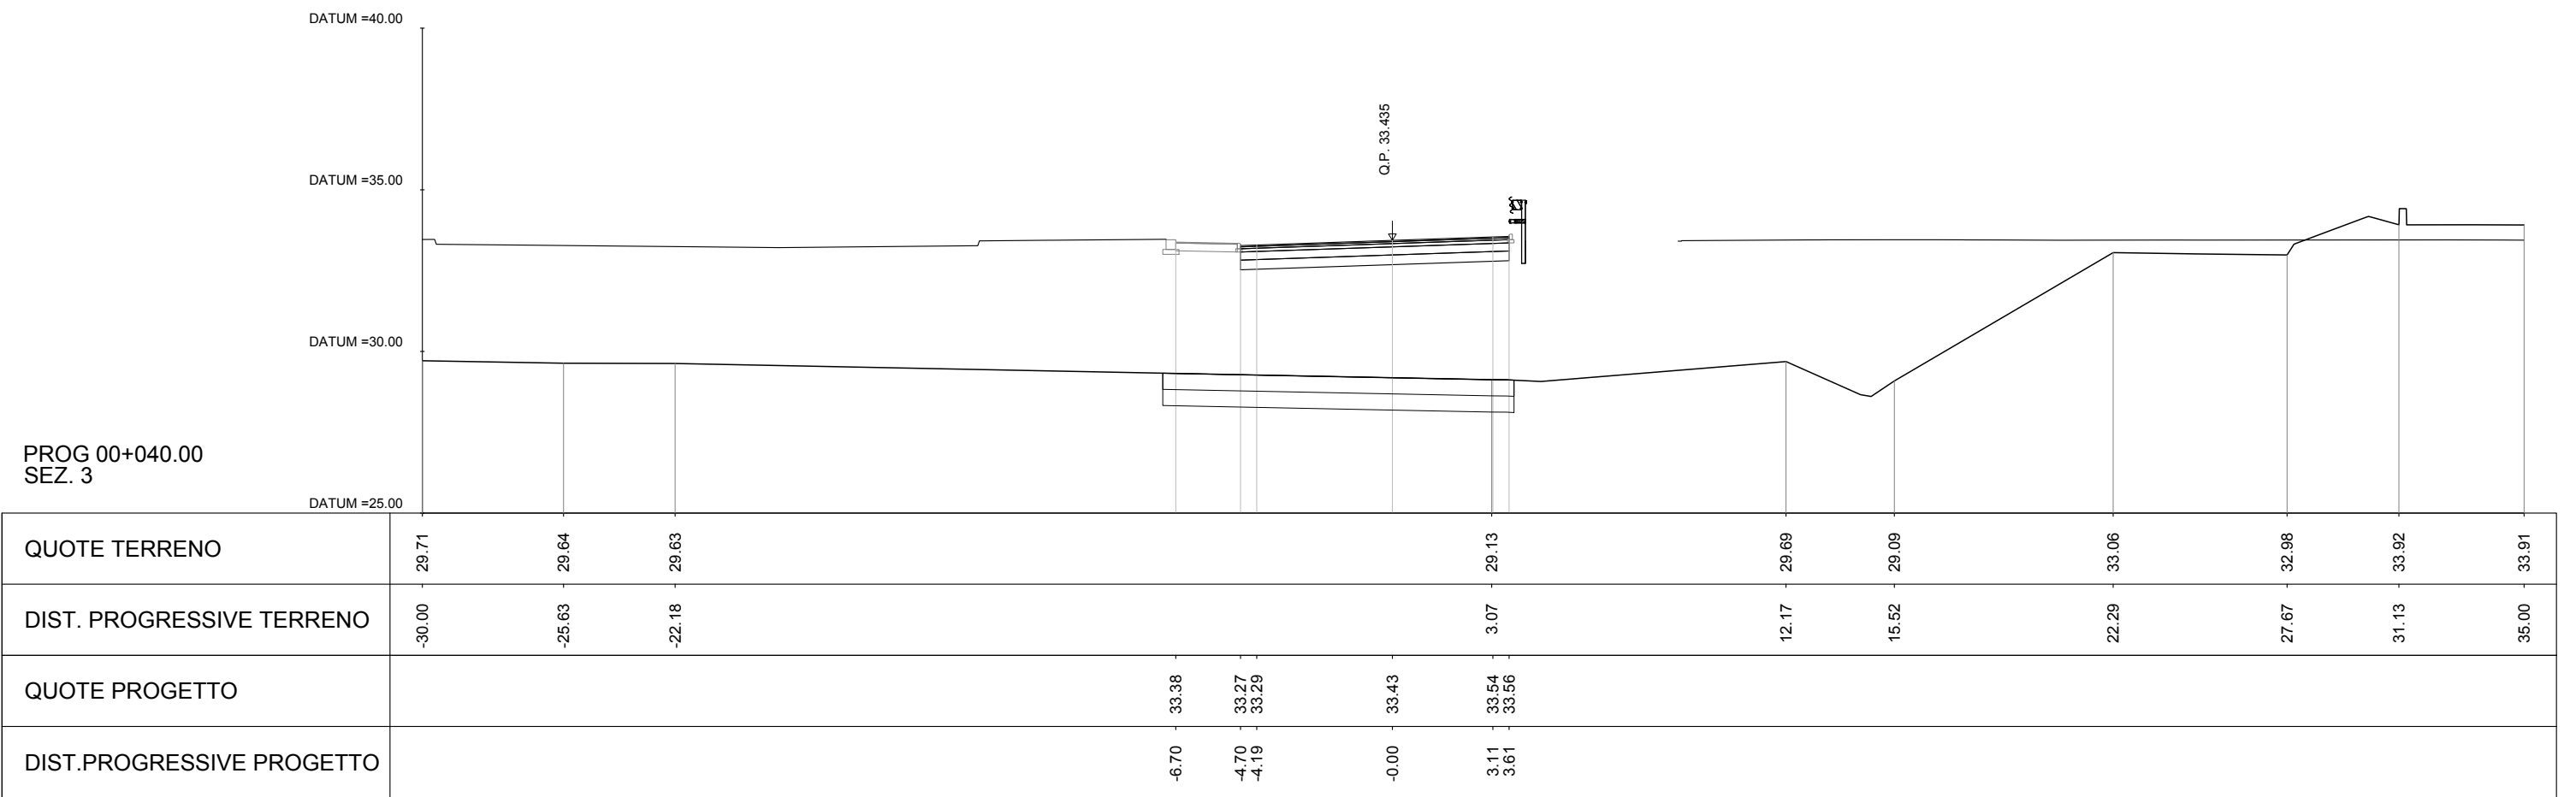 DATUM =40.00
Q.P. 33.435
DATUM =35.00
DATUM =30.00
PROG 00+040.00
SEZ. 3
DATUM =25.00
QUOTE TERRENO 29.71 29.64 29.63 29.13 29.69 29.09 33.06 32.98 33.92 33.91
DIST. PROGRESSIVE TERRENO -30.00 -25.63 -22.18 3.07 12.17 15.52 22.29 27.67 31.13 35.00
QUOTE PROGETTO 33.38 33.27 33.29 33.43 33.54 33.56
DIST.PROGRESSIVE PROGETTO -6.70 -4.70 -4.19 -0.00 3.11 3.61